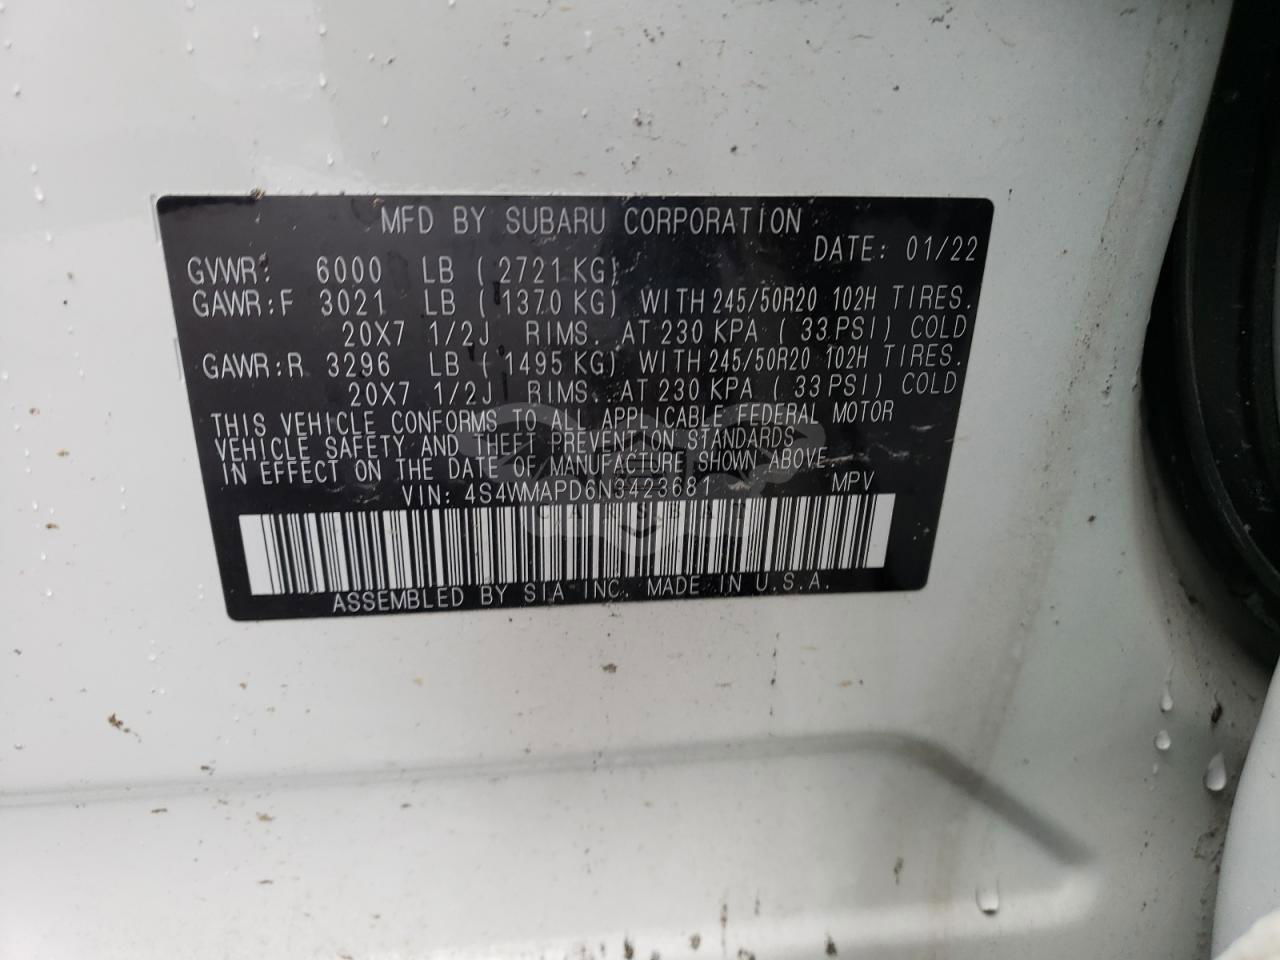 MFD BY SUBARU CORPORATION
DATE: 01/22
GVWR: 6000 LB (2721 KG)
GAWR:F 3021 LB (1370 KG) WITH 245/50R20 102H TIRES.
20X7 1/2J RIMS. AT 230 KPA (33 PSI) COLD
GAWR:R 3296 LB (1495 KG) WITH 245/50R20 102H TIRES.
20X7 1/2J RIMS. AT 230 KPA (33 PSI) COLD
THIS VEHICLE CONFORMS TO ALL APPLICABLE FEDERAL MOTOR
VEHICLE SAFETY AND THEFT PREVENTION STANDARDS
IN EFFECT ON THE DATE OF MANUFACTURE SHOWN ABOVE.
VIN: 4S4WMAPD6N3423681 MPV
ASSEMBLED BY SIA INC. MADE IN U.S.A.